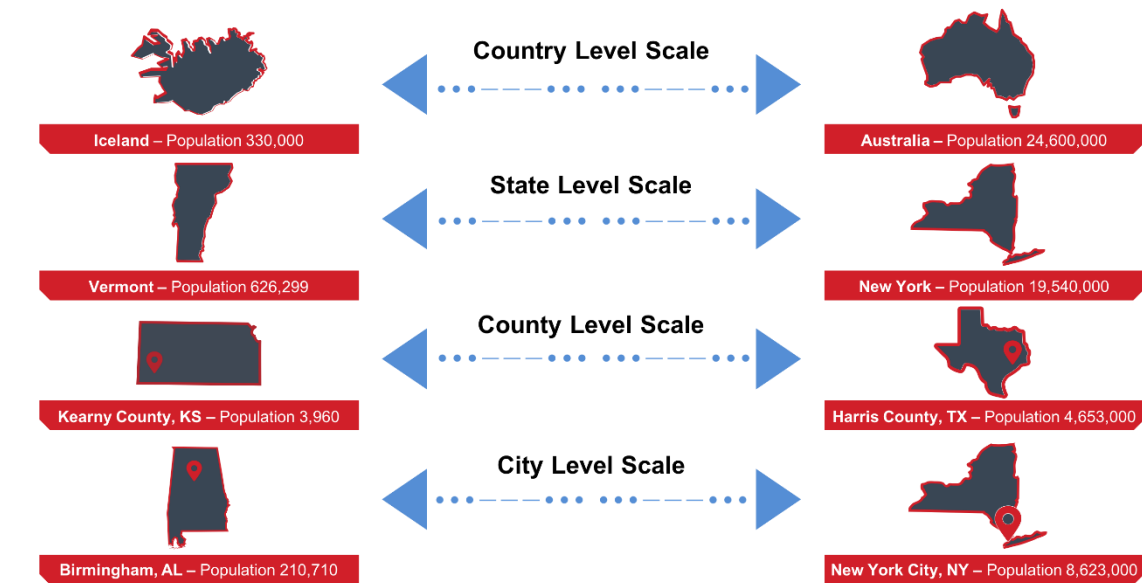 Country Level Scale
Iceland – Population 330,000
Australia – Population 24,600,000
State Level Scale
Vermont – Population 626,299
New York – Population 19,540,000
County Level Scale
Kearny County, KS – Population 3,960
Harris County, TX – Population 4,653,000
City Level Scale
Birmingham, AL – Population 210,710
New York City, NY – Population 8,623,000